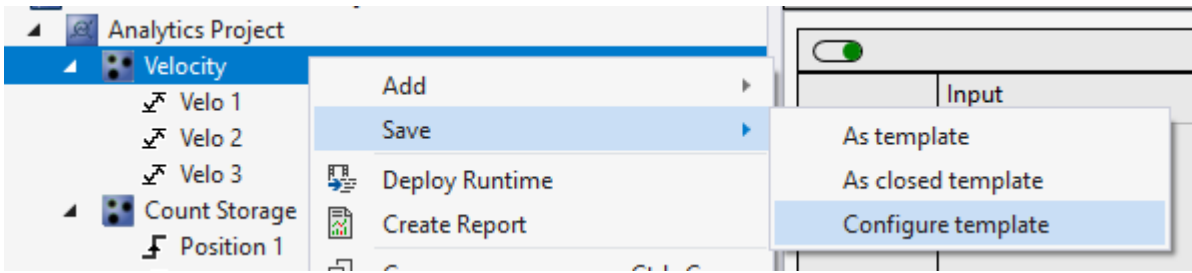 Analytics Project
Velocity
Velo 1
Velo 2
Velo 3
Count Storage
Position 1
Add
Save
Deploy Runtime
Create Report
Input
As template
As closed template
Configure template